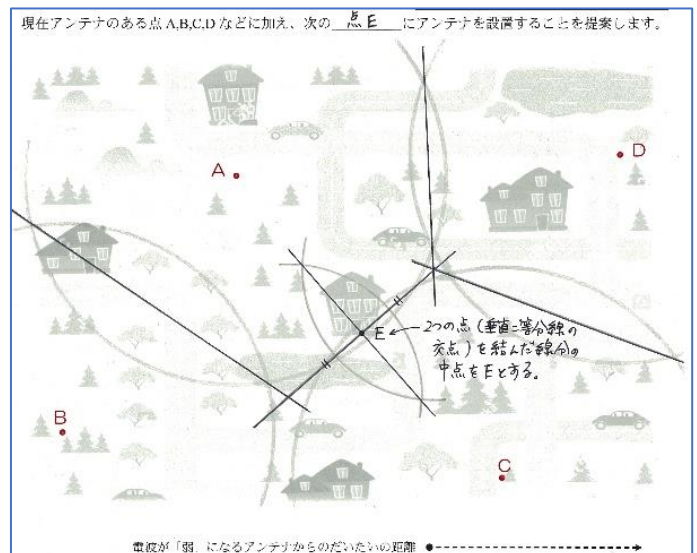 現在アンテナのある点 A,B,C,D などに加え、次の 点E にアンテナを設置することを提案します。
A
D
E ← 2つの点（垂直二等分線の
交点）を結んだ線分の
中点をEとする。
B
C
電波が「弱」になるアンテナからのだいたいの距離